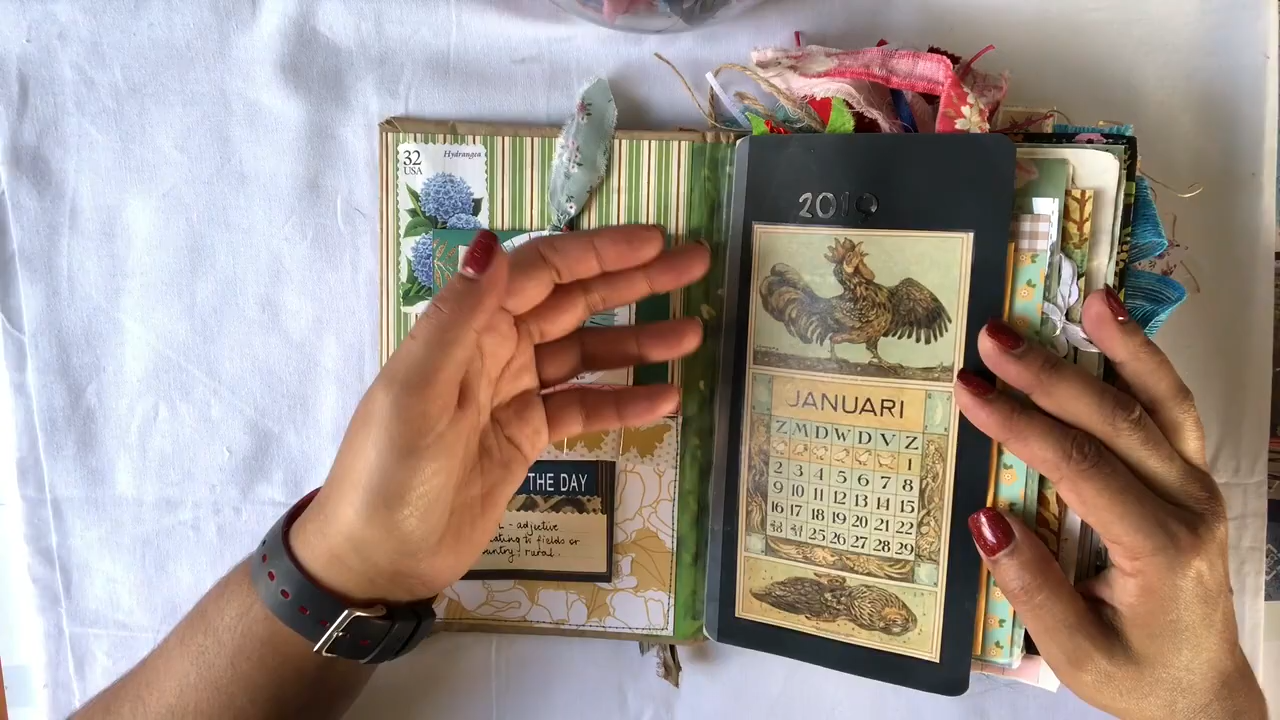 32
USA
Hydrangea
THE DAY
- adjective
fields or
rural.
2019
JANUARI
Z M D W D V Z
1
2 3 4 5 6 7 8
9 10 11 12 13 14 15
16 17 18 19 20 21 22
23/30 24/31 25 26 27 28 29